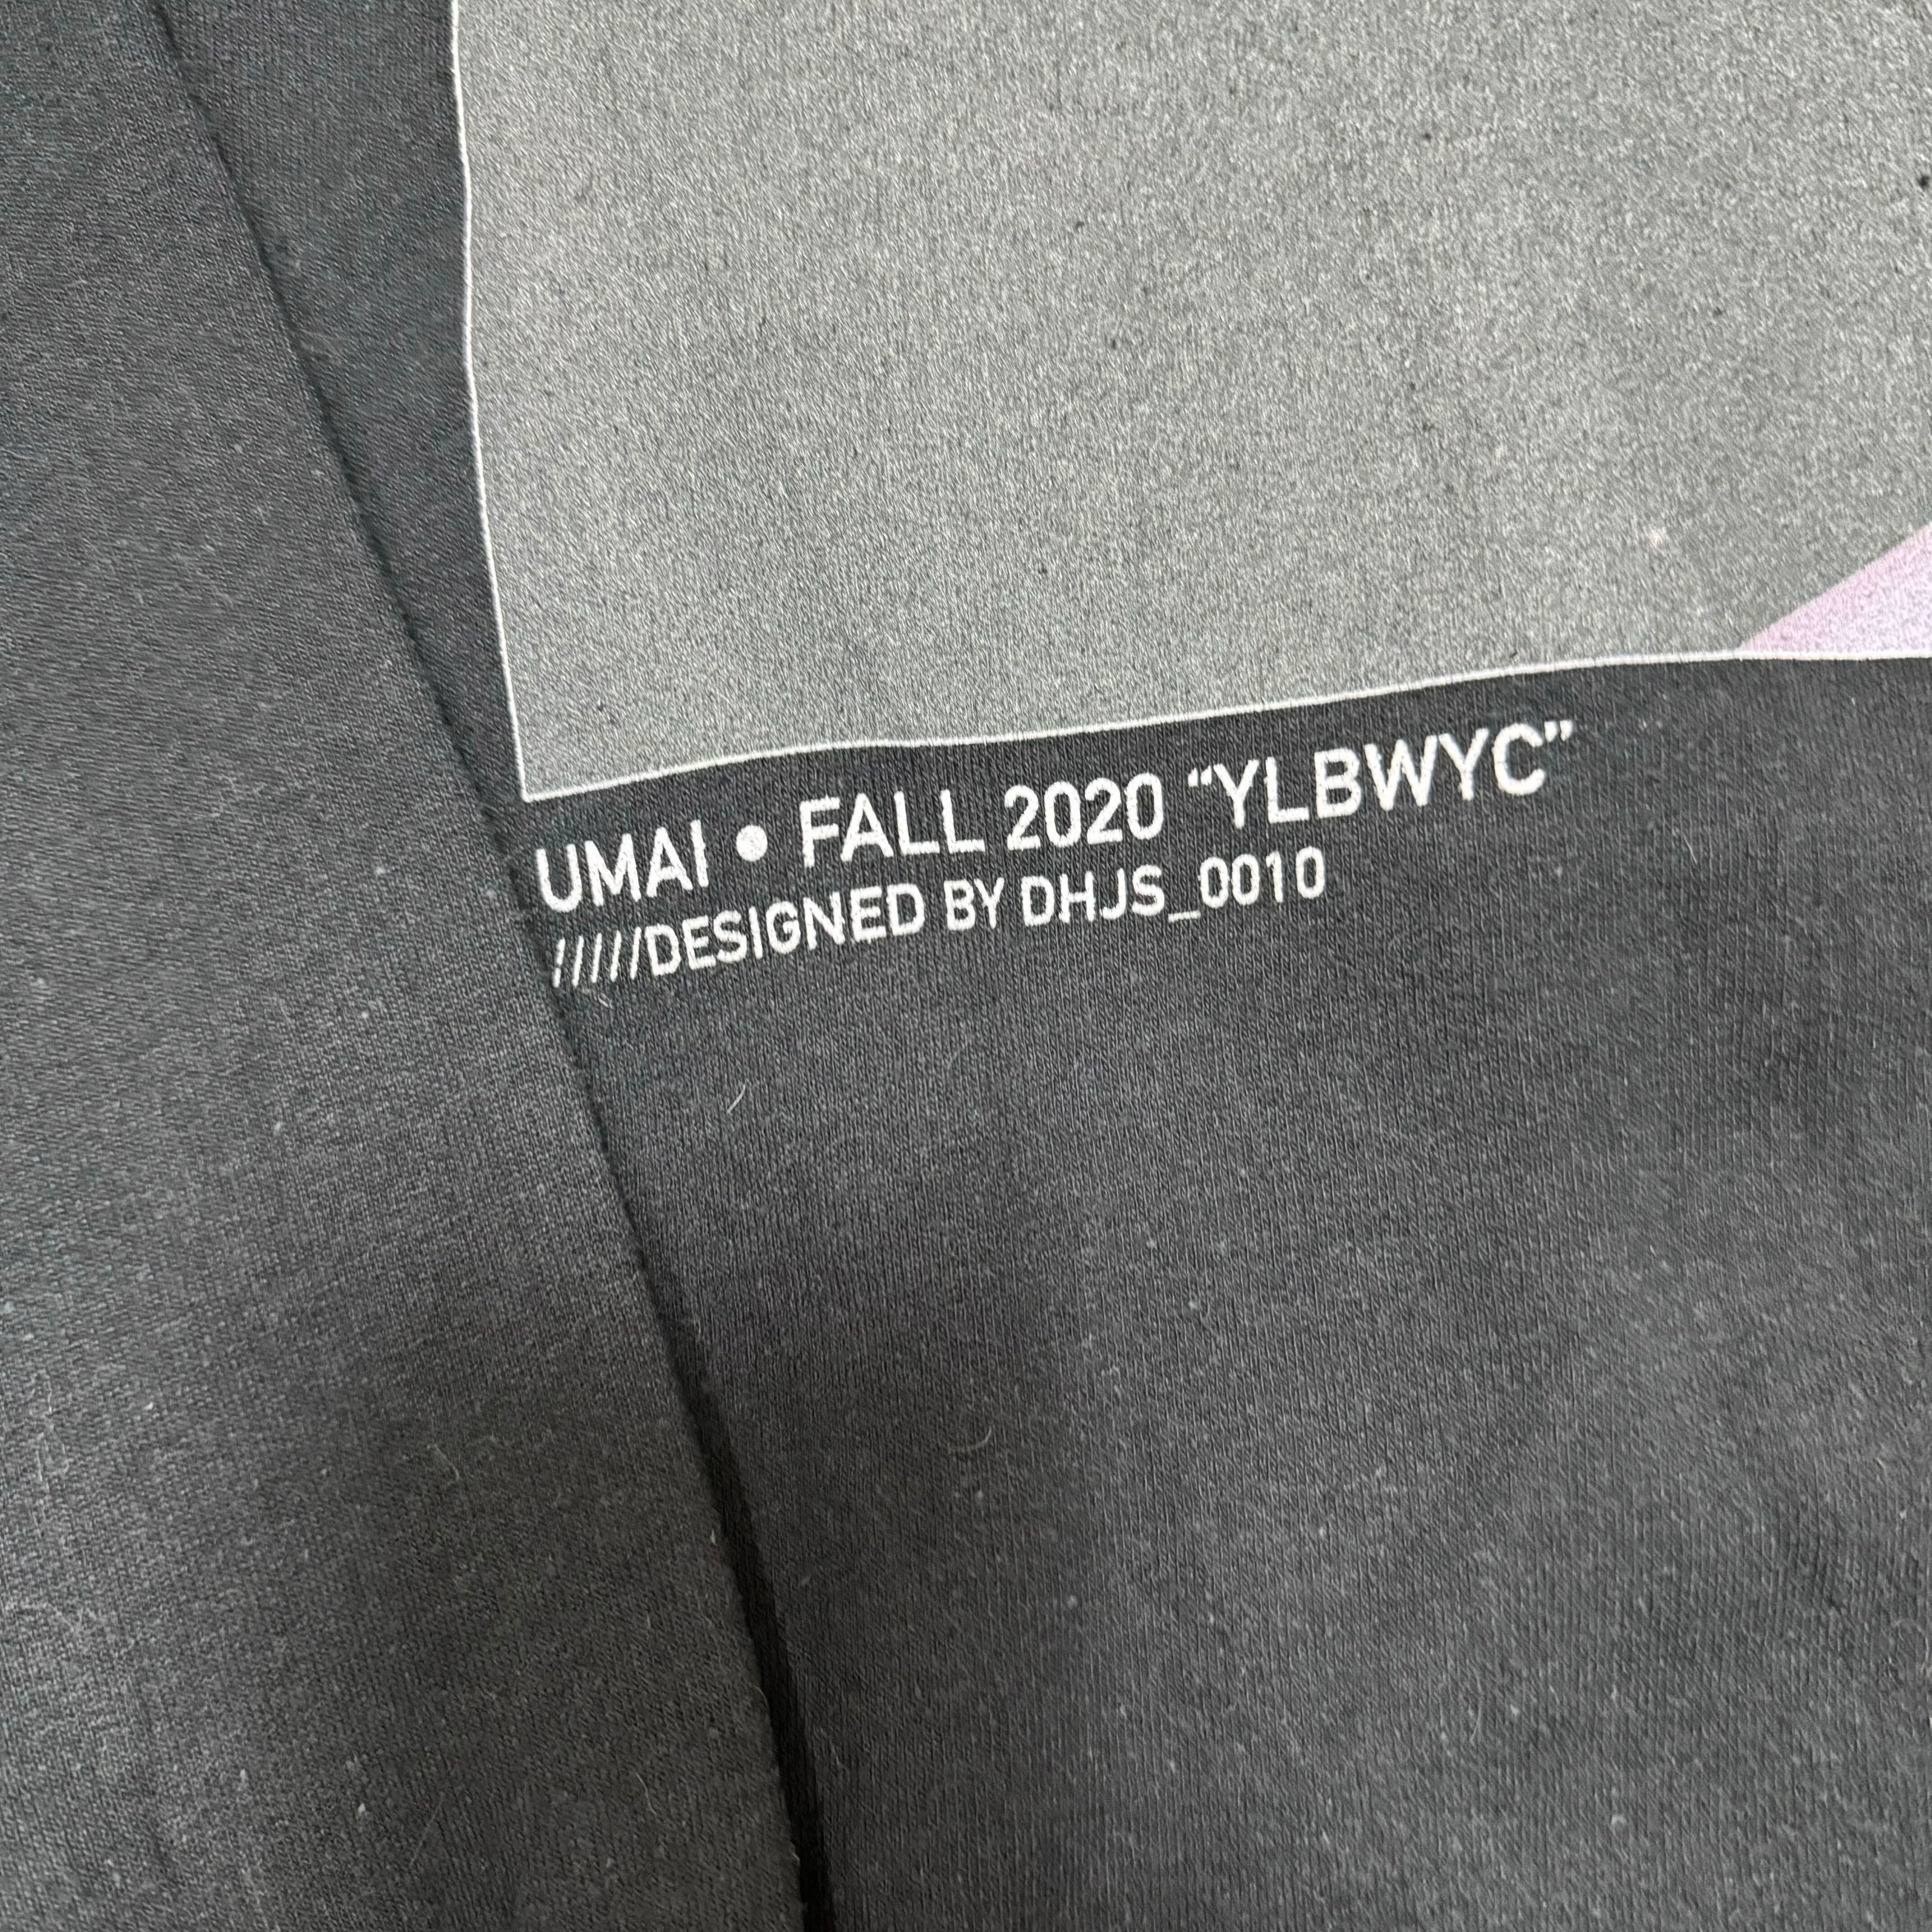 UMAI ● FALL 2020 “YLBWYC”
/////DESIGNED BY DHJS_0010